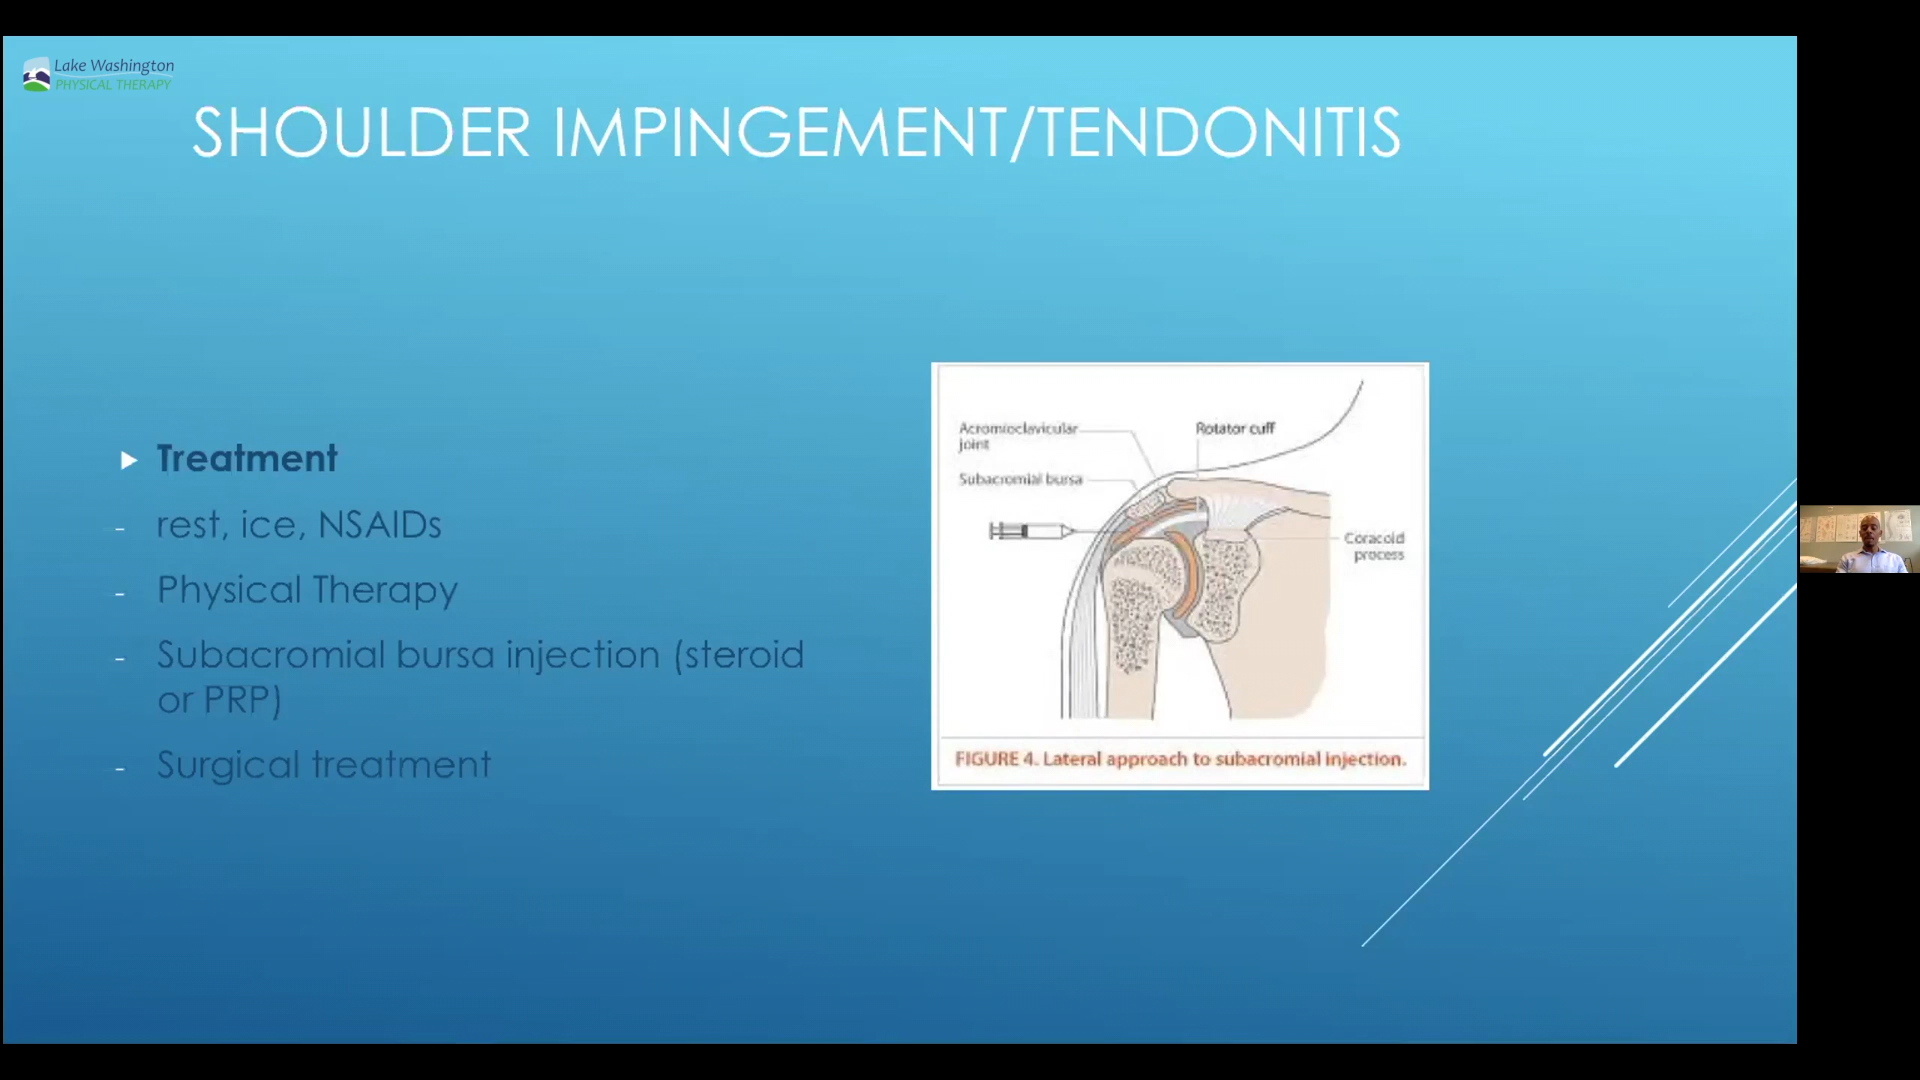 Lake Washington
PHYSICAL THERAPY
SHOULDER IMPINGEMENT/TENDONITIS
Treatment
- rest, ice, NSAIDs
- Physical Therapy
- Subacromial bursa injection (steroid
or PRP)
- Surgical treatment
Acromioclavicular
joint
Rotator cuff
Subacromial bursa
Coracoid
process
FIGURE 4. Lateral approach to subacromial injection.